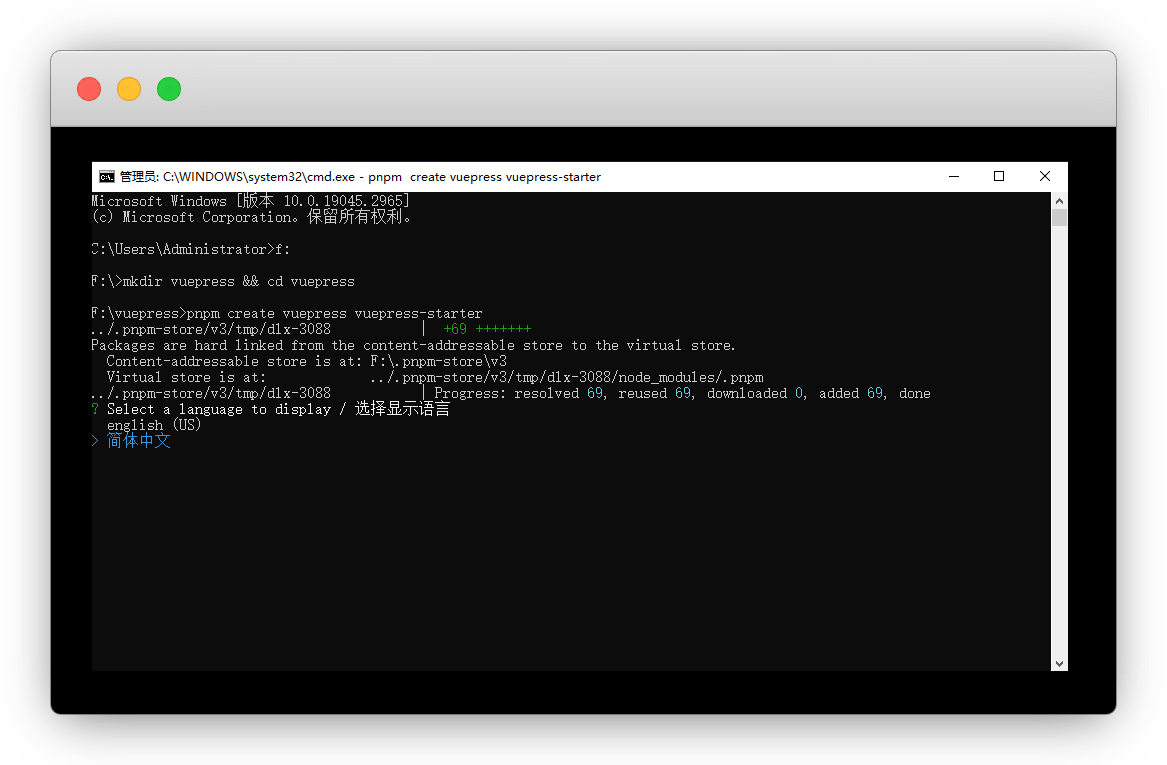 管理员: C:\WINDOWS\system32\cmd.exe - pnpm  create vuepress vuepress-starter
Microsoft Windows [版本 10.0.19045.2965]
(c) Microsoft Corporation。保留所有权利。
C:\Users\Administrator>f:
F:\>mkdir vuepress && cd vuepress
F:\vuepress>pnpm create vuepress vuepress-starter
../.pnpm-store/v3/tmp/dlx-3088           |  +69 +++++++
Packages are hard linked from the content-addressable store to the virtual store.
  Content-addressable store is at: F:\.pnpm-store\v3
  Virtual store is at:             ../.pnpm-store/v3/tmp/dlx-3088/node_modules/.pnpm
../.pnpm-store/v3/tmp/dlx-3088           | Progress: resolved 69, reused 69, downloaded 0, added 69, done
? Select a language to display / 选择显示语言
  english (US)
> 简体中文